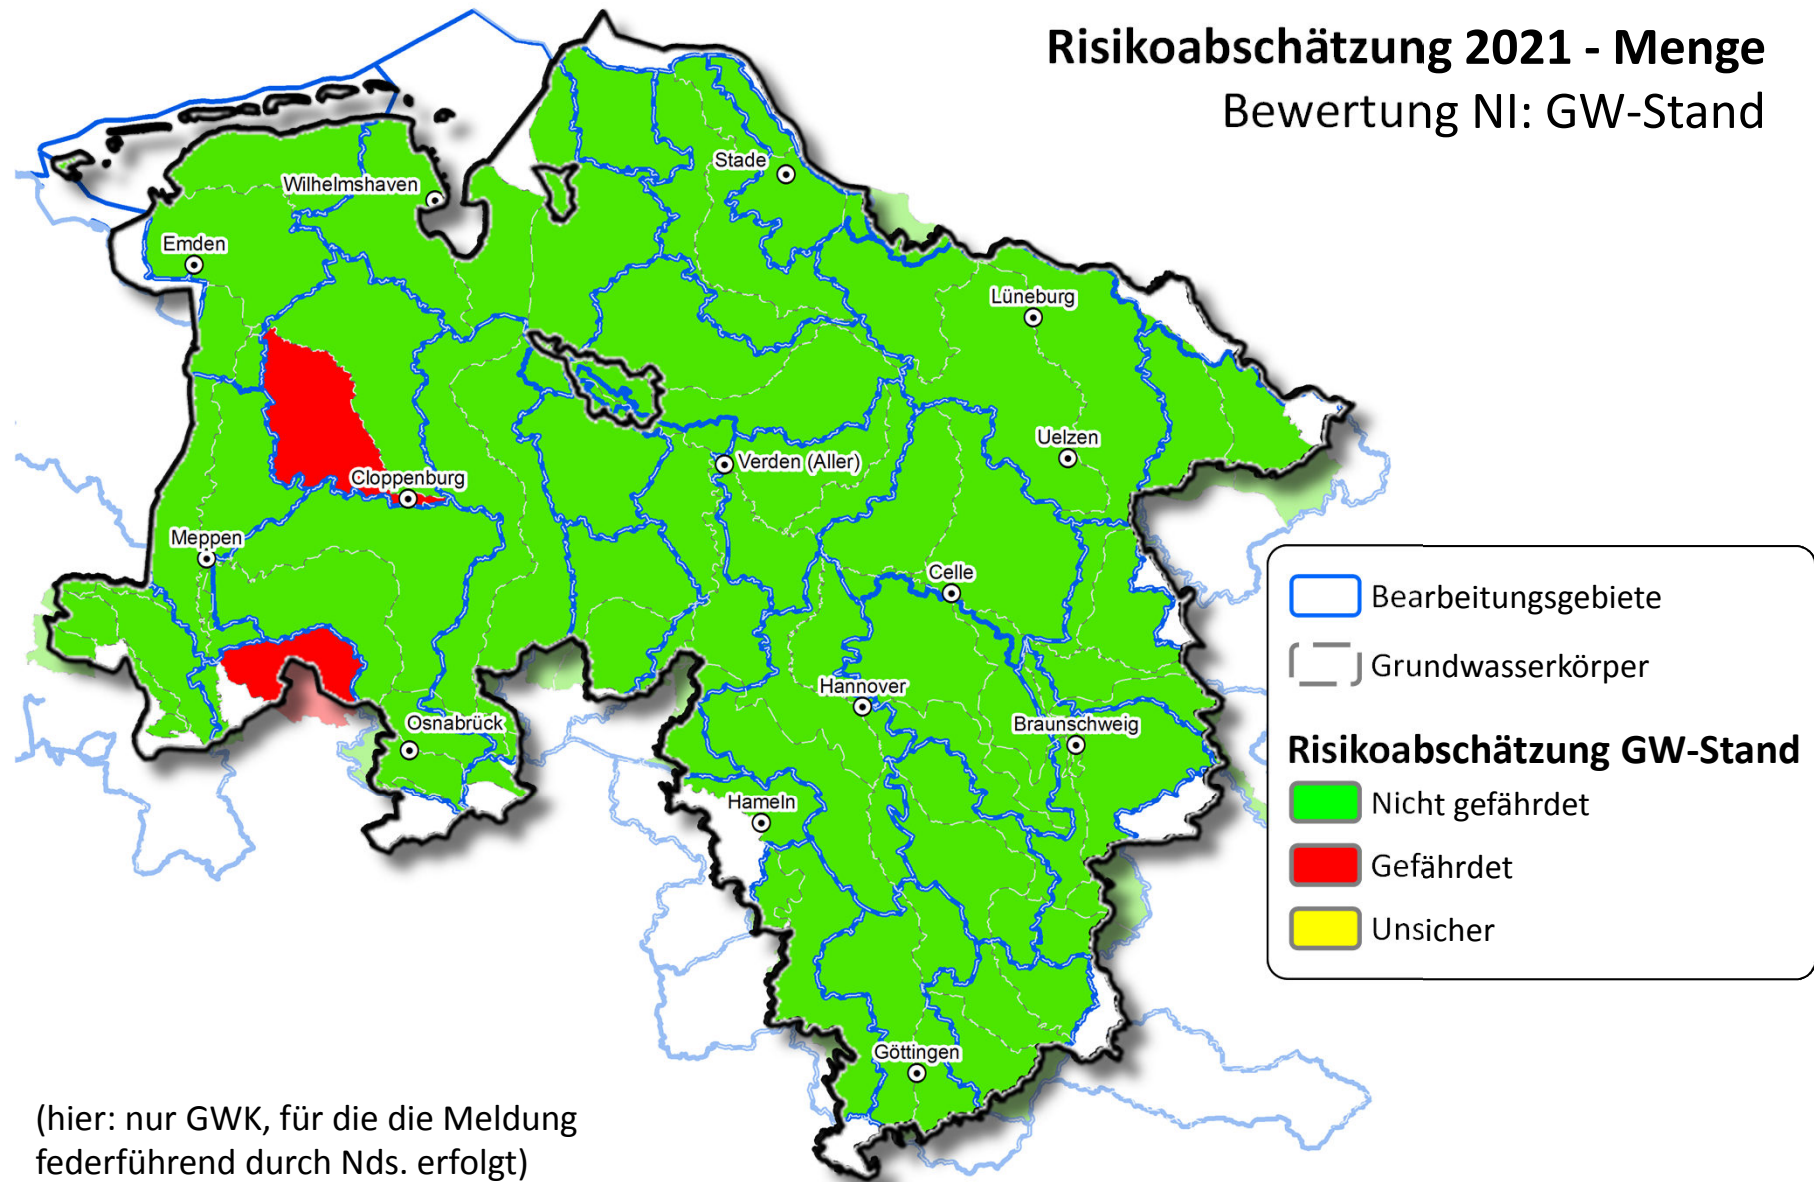 Risikoabschätzung 2021 - Menge
Bewertung NI: GW-Stand
Stade
Wilhelmshaven
Emden
Lüneburg
Uelzen
Verden (Aller)
Cloppenburg
Meppen
Celle
Hannover
Osnabrück
Braunschweig
Hameln
Göttingen
Bearbeitungsgebiete
Grundwasserkörper
Risikoabschätzung GW-Stand
Nicht gefährdet
Gefährdet
Unsicher
(hier: nur GWK, für die die Meldung
federführend durch Nds. erfolgt)